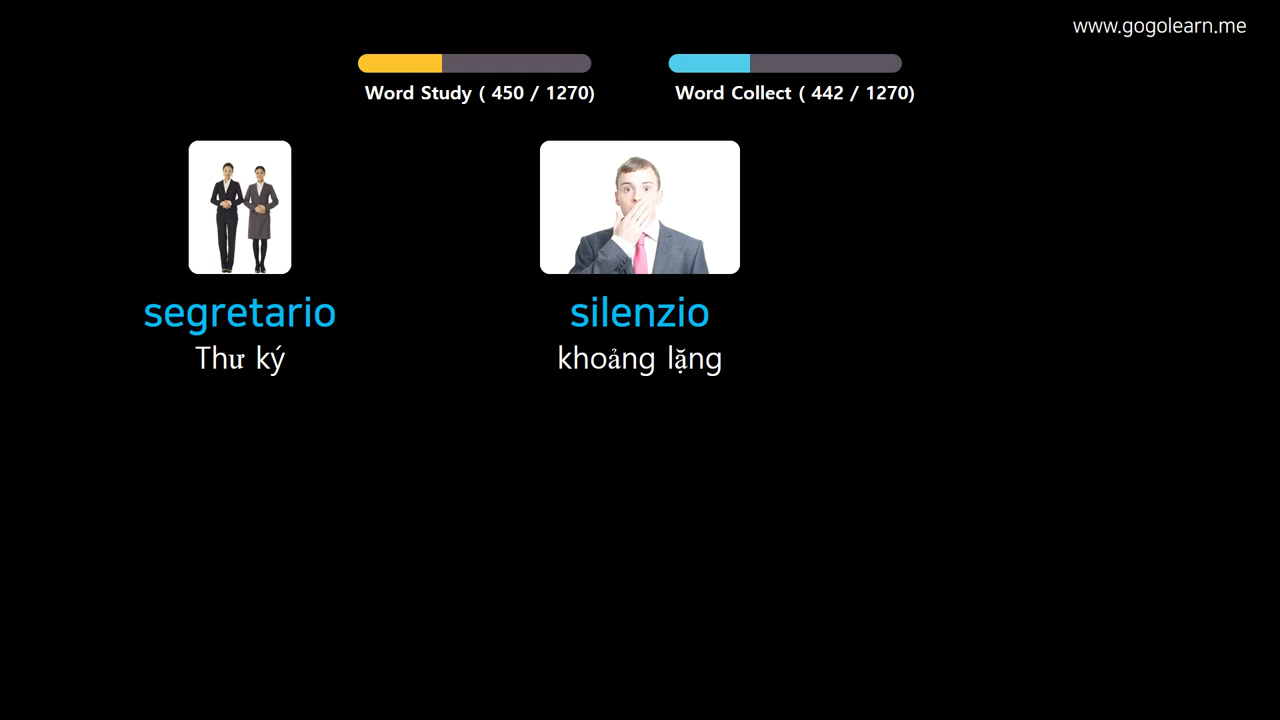 www.gogolearn.me
Word Study ( 450 / 1270)
Word Collect ( 442 / 1270)
segretario
Thư ký
silenzio
khoảng lặng